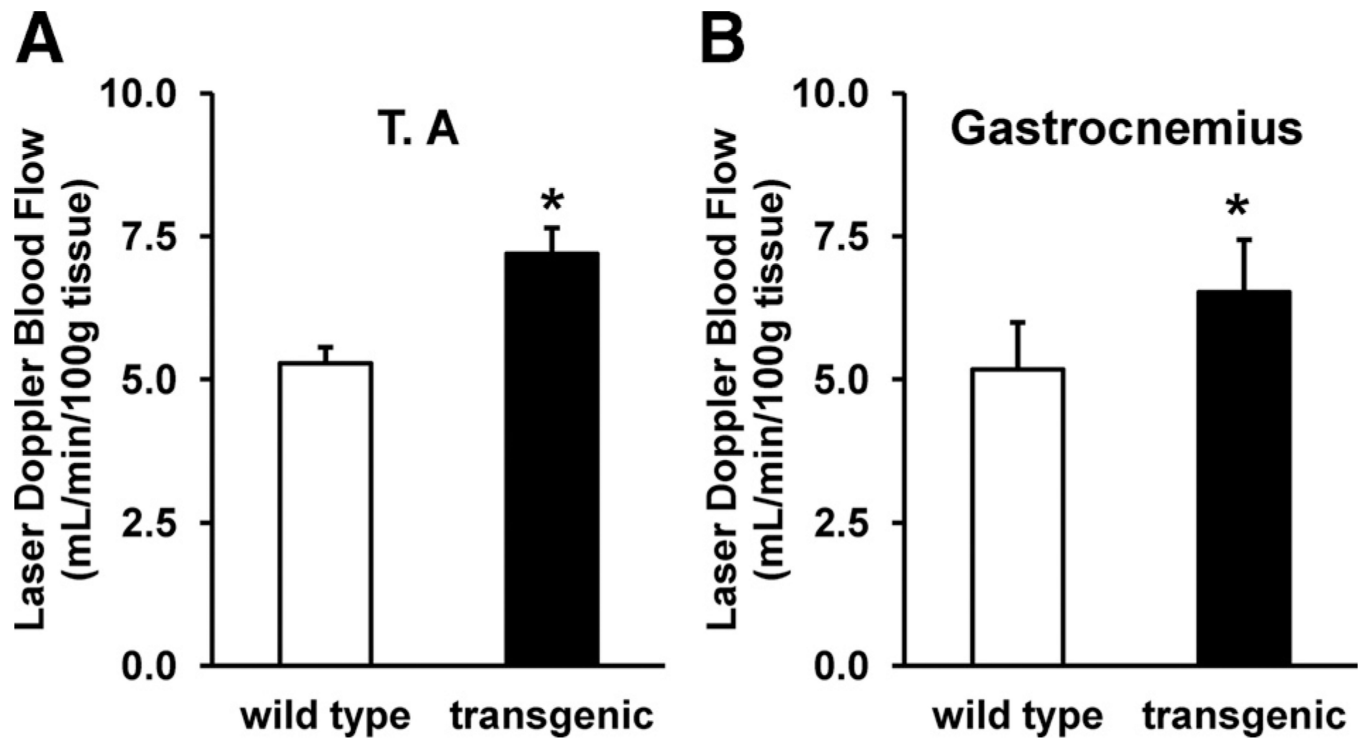 A
Laser Doppler Blood Flow
(mL/min/100g tissue)
10.0
7.5
5.0
2.5
0.0
T. A
*
wild type transgenic
B
Laser Doppler Blood Flow
(mL/min/100g tissue)
10.0
7.5
5.0
2.5
0.0
Gastrocnemius
*
wild type transgenic